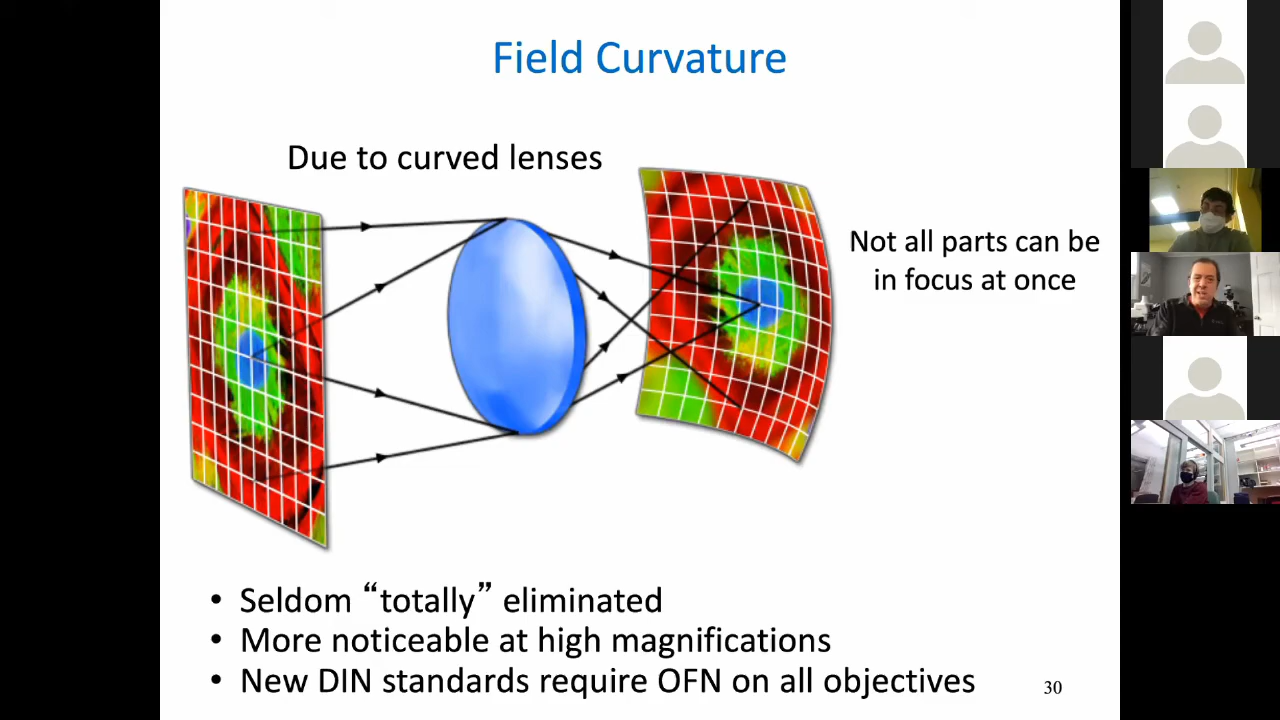 Field Curvature
Due to curved lenses
Not all parts can be
in focus at once
• Seldom “totally” eliminated
• More noticeable at high magnifications
• New DIN standards require OFN on all objectives
30